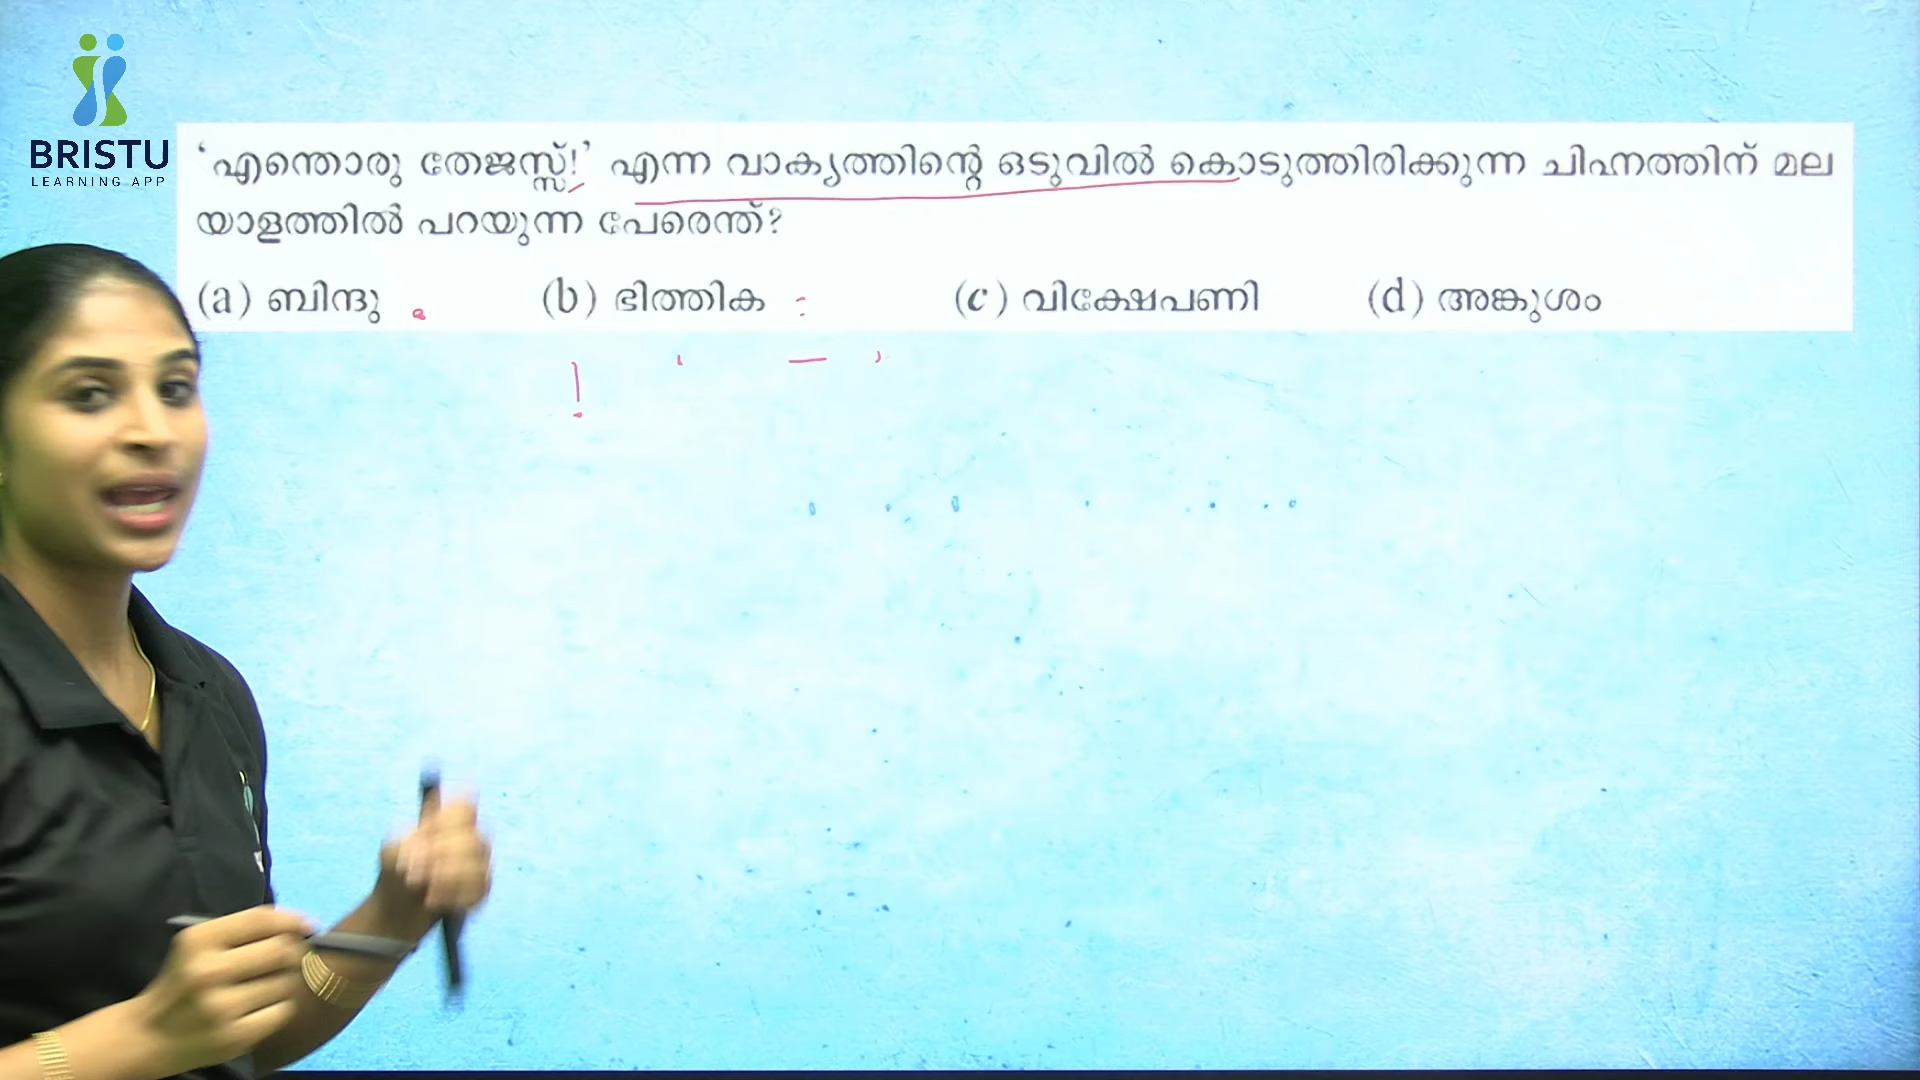 BRISTU
LEARNING APP
‘എന്തൊരു തേജസ്സ്!’ എന്ന വാക്യത്തിന്റെ ഒടുവിൽ കൊടുത്തിരിക്കുന്ന ചിഹ്നത്തിന് മല
യാളത്തിൽ പറയുന്ന പേരെന്ത്?
(a) ബിന്ദു . (b) ഭിത്തിക : (c) വിക്ഷേപണി (d) അങ്കുശം
! ' — ,